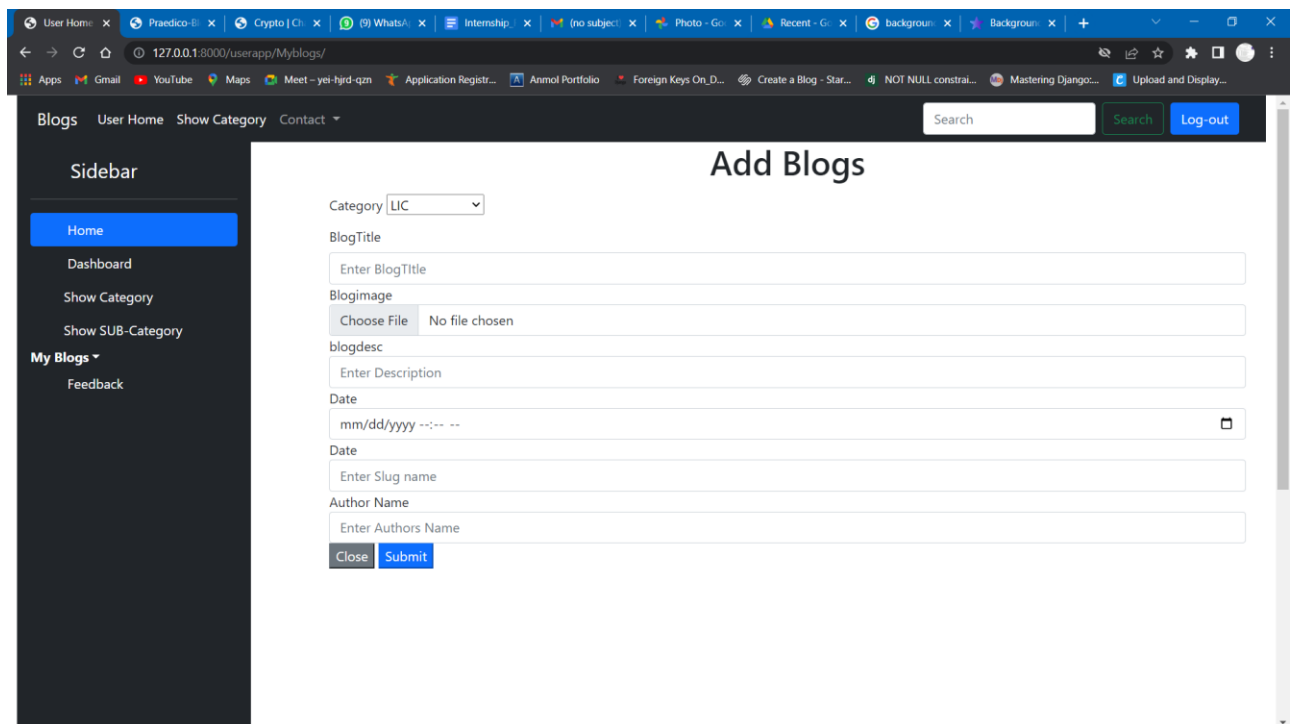 User Home Praedico-Bl Crypto | Ch (9) WhatsA Internship_ (no subject) Photo - Go Recent - Go backgroun Backgroun
127.0.0.1:8000/userapp/Myblogs/
Apps Gmail YouTube Maps Meet – yei-hjrd-qzn Application Registr... Anmol Portfolio Foreign Keys On_D... Create a Blog - Star... NOT NULL constrai... Mastering Django:... Upload and Display...
Blogs User Home Show Category Contact Search Search Log-out
Sidebar
Home
Dashboard
Show Category
Show SUB-Category
My Blogs
Feedback
Add Blogs
Category LIC
BlogTitle
Enter BlogTItle
Blogimage
Choose File No file chosen
blogdesc
Enter Description
Date
mm/dd/yyyy --:-- --
Date
Enter Slug name
Author Name
Enter Authors Name
Close Submit